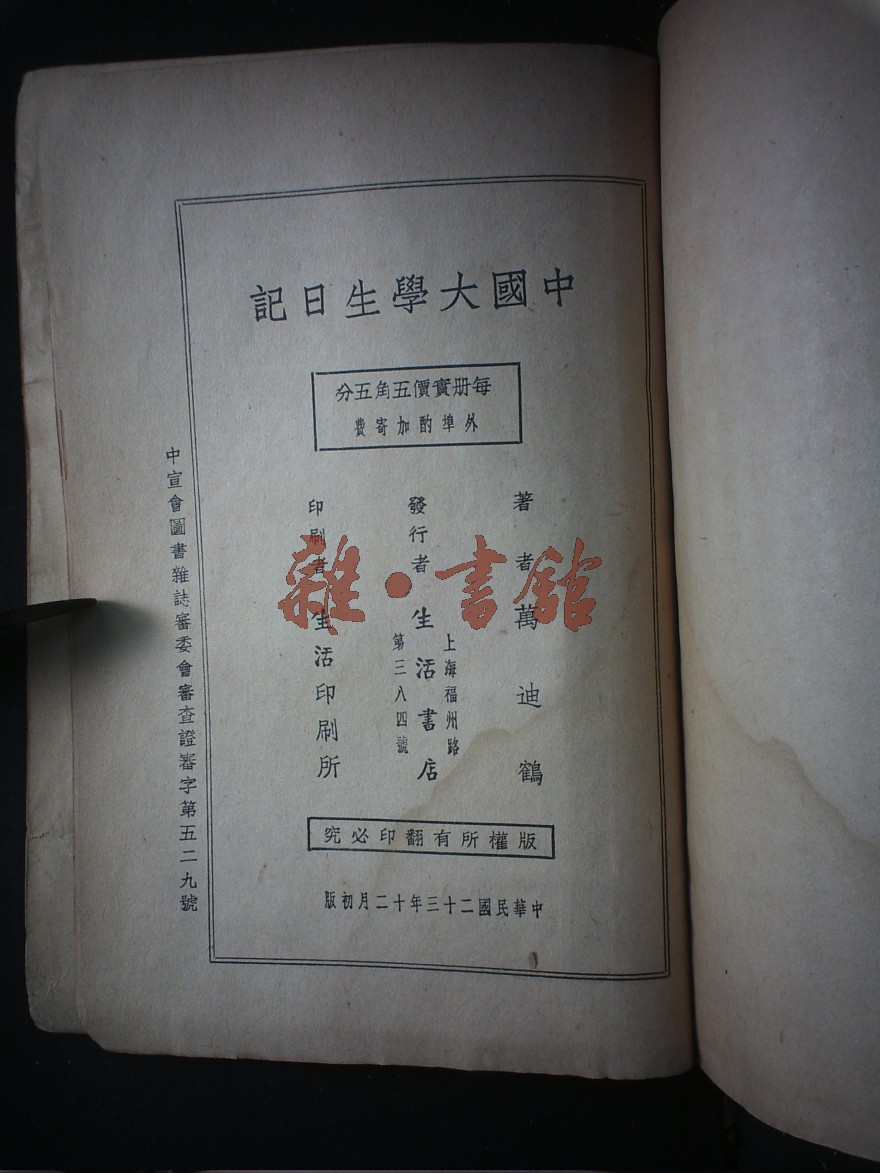 中國大學生日記
每册實價五角五分
外埠酌加寄費
著者 萬迪鶴
發行者 生活書店
上海福州路
第三八四號
印刷者 生活印刷所
版權所有翻印必究
中華民國二十三年十二月初版
中宣會圖書雜誌審委會審查證審字第五二九號
雜·書館